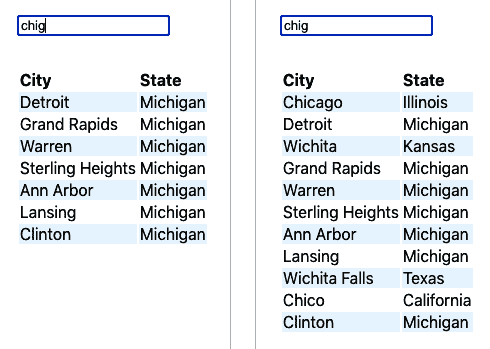 chig
City State
Detroit Michigan
Grand Rapids Michigan
Warren Michigan
Sterling Heights Michigan
Ann Arbor Michigan
Lansing Michigan
Clinton Michigan
chig
City State
Chicago Illinois
Detroit Michigan
Wichita Kansas
Grand Rapids Michigan
Warren Michigan
Sterling Heights Michigan
Ann Arbor Michigan
Lansing Michigan
Wichita Falls Texas
Chico California
Clinton Michigan